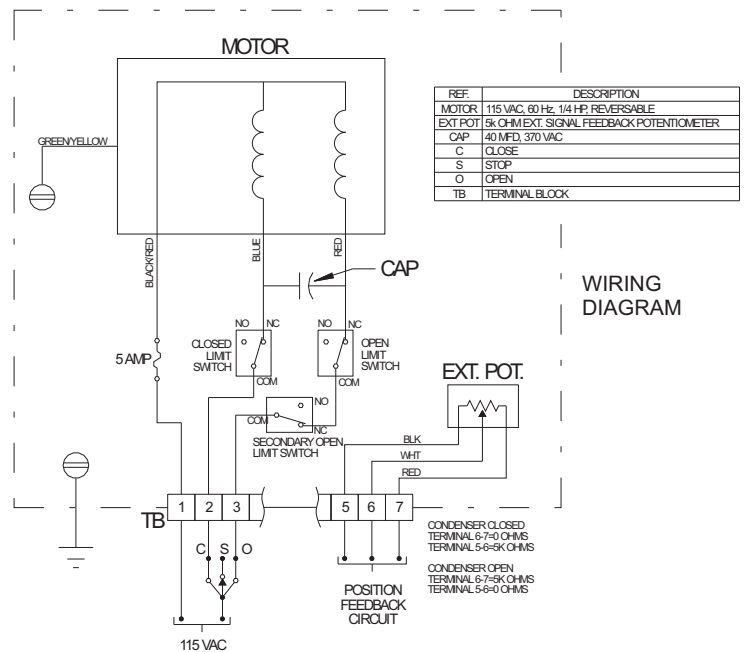 MOTOR
REF. DESCRIPTION
MOTOR 115 VAC, 60 Hz, 1/4 HP, REVERSABLE
EXT POT 5k OHM EXT. SIGNAL FEEDBACK POTENTIOMETER
CAP 40 MFD, 370 VAC
C CLOSE
S STOP
O OPEN
TB TERMINAL BLOCK
GREEN/YELLOW
BLACK/RED
BLUE
RED
CAP
WIRING
DIAGRAM
NO NC
NO NC
CLOSED
LIMIT
SWITCH
OPEN
LIMIT
SWITCH
5 AMP
COM
COM
EXT. POT.
NO
COM
NC
SECONDARY OPEN
LIMIT SWITCH
BLK
WHT
RED
TB
1 2 3 5 6 7
C S O
115 VAC
POSITION
FEEDBACK
CIRCUIT
CONDENSER CLOSED
TERMINAL 6-7=0 OHMS
TERMINAL 5-6=5K OHMS
CONDENSER OPEN
TERMINAL 6-7=5K OHMS
TERMINAL 5-6=0 OHMS